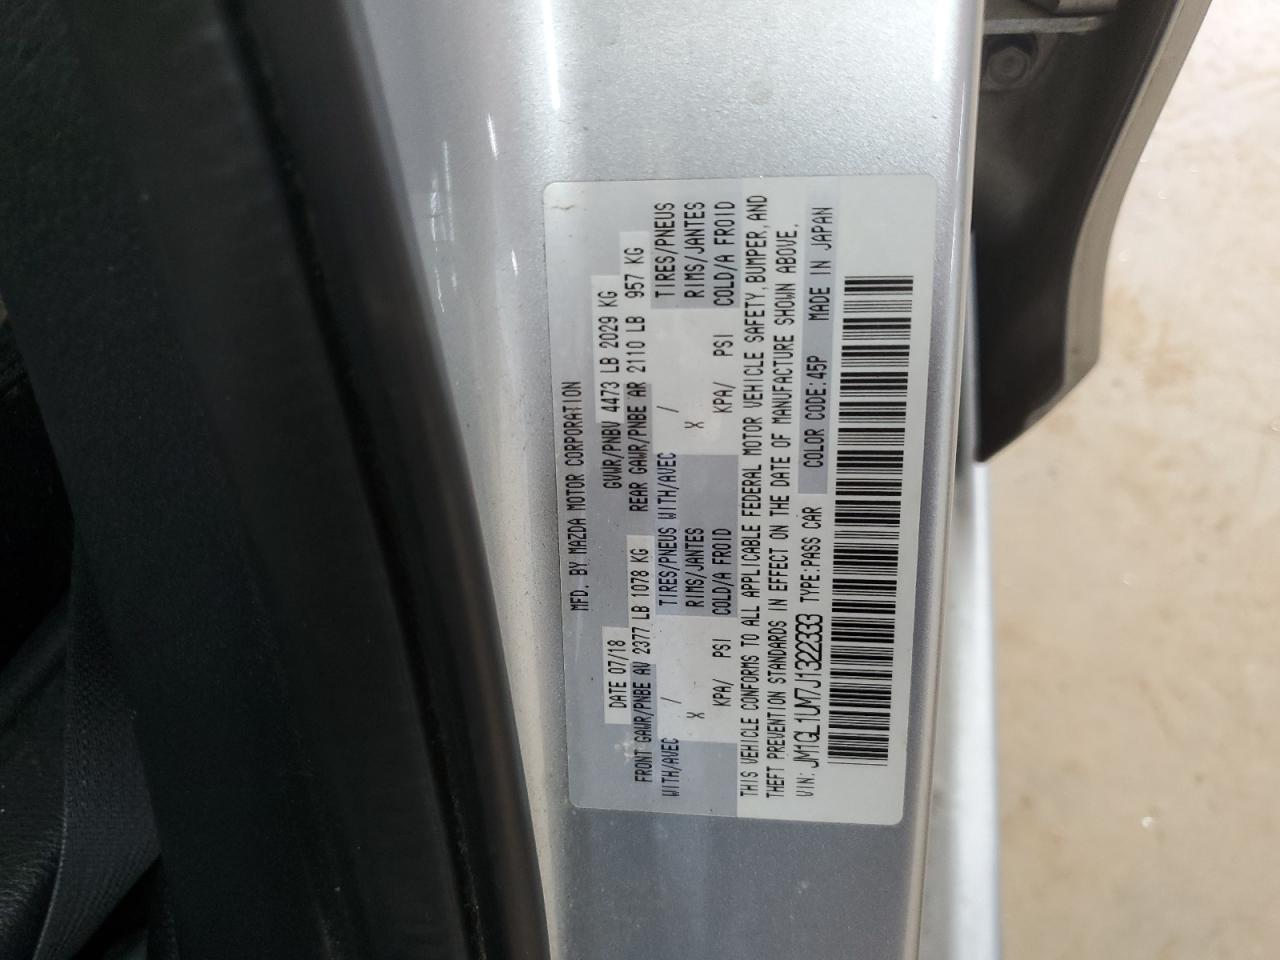 MFD. BY MAZDA MOTOR CORPORATION
DATE 07/18 GVWR/PNBV 4473 LB 2029 KG
FRONT GAWR/PNBE AV 2377 LB 1078 KG REAR GAWR/PNBE AR 2110 LB 957 KG
WITH/AVEC / TIRES/PNEUS WITH/AVEC / TIRES/PNEUS
X RIMS/JANTES X RIMS/JANTES
KPA/ PSI COLD/A FROID KPA/ PSI COLD/A FROID
THIS VEHICLE CONFORMS TO ALL APPLICABLE FEDERAL MOTOR VEHICLE SAFETY, BUMPER, AND
THEFT PREVENTION STANDARDS IN EFFECT ON THE DATE OF MANUFACTURE SHOWN ABOVE.
VIN: JM1GL1UM7J1322333 TYPE: PASS CAR COLOR CODE: 45P MADE IN JAPAN